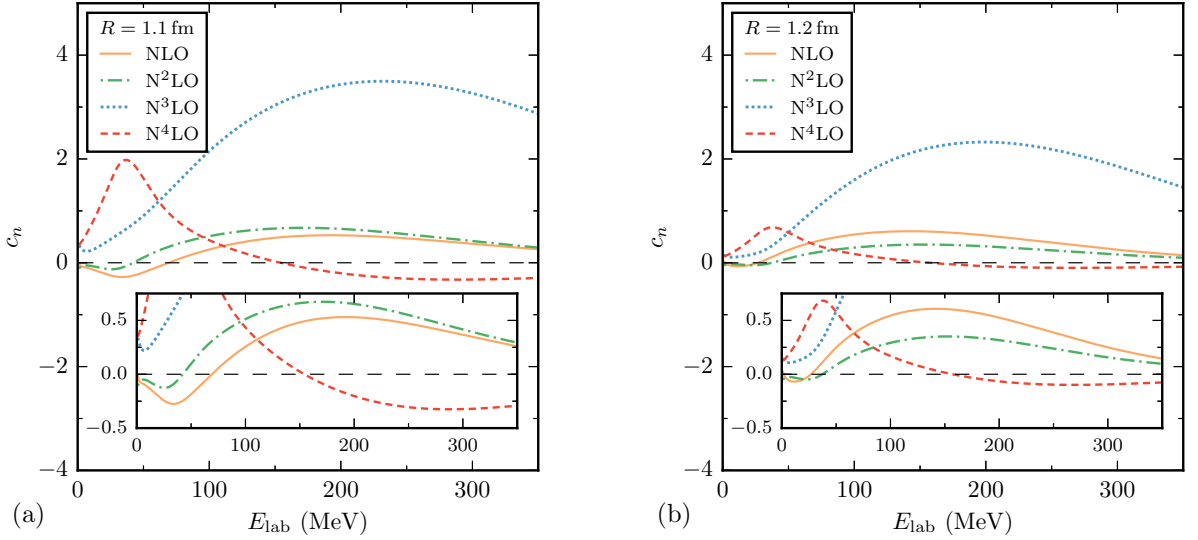 R = 1.1 fm
NLO
N²LO
N³LO
N⁴LO
4
2
0
−2
−4
c_n
0.5
0.0
−0.5
0 100 200 300
0 100 200 300
E_lab (MeV)
(a)
R = 1.2 fm
NLO
N²LO
N³LO
N⁴LO
4
2
0
−2
−4
c_n
0.5
0.0
−0.5
0 100 200 300
0 100 200 300
E_lab (MeV)
(b)